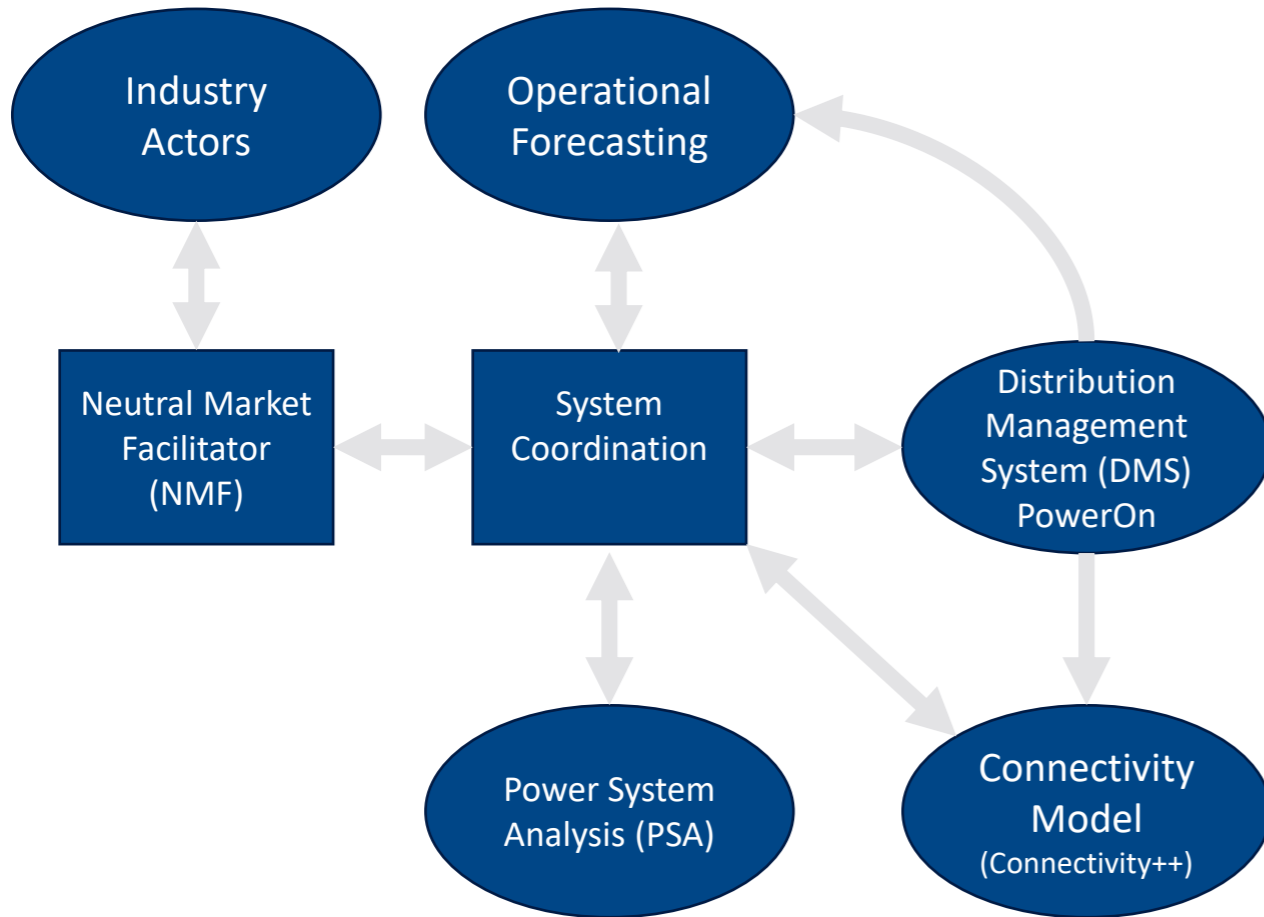 Industry
Actors
Operational
Forecasting
Neutral Market
Facilitator
(NMF)
System
Coordination
Distribution
Management
System (DMS)
PowerOn
Power System
Analysis (PSA)
Connectivity
Model
(Connectivity++)